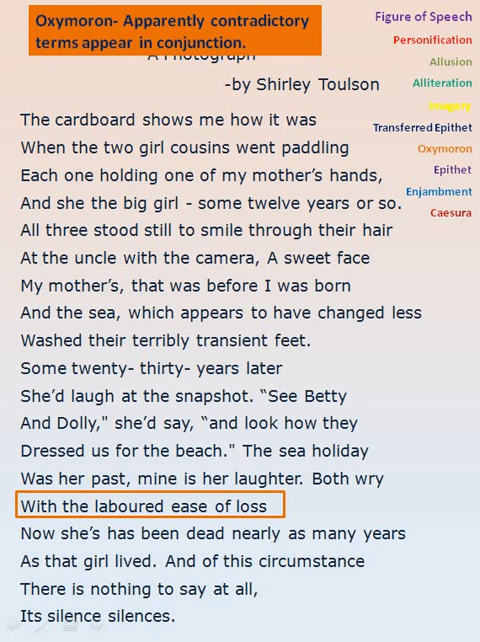 Oxymoron- Apparently contradictory
terms appear in conjunction.
A Photograph
-by Shirley Toulson
The cardboard shows me how it was
When the two girl cousins went paddling
Each one holding one of my mother's hands,
And she the big girl - some twelve years or so.
All three stood still to smile through their hair
At the uncle with the camera, A sweet face
My mother's, that was before I was born
And the sea, which appears to have changed less
Washed their terribly transient feet.
Some twenty- thirty- years later
She'd laugh at the snapshot. “See Betty
And Dolly," she'd say, “and look how they
Dressed us for the beach." The sea holiday
Was her past, mine is her laughter. Both wry
With the laboured ease of loss
Now she's has been dead nearly as many years
As that girl lived. And of this circumstance
There is nothing to say at all,
Its silence silences.
Figure of Speech
Personification
Allusion
Alliteration
Imagery
Transferred Epithet
Oxymoron
Epithet
Enjambment
Caesura